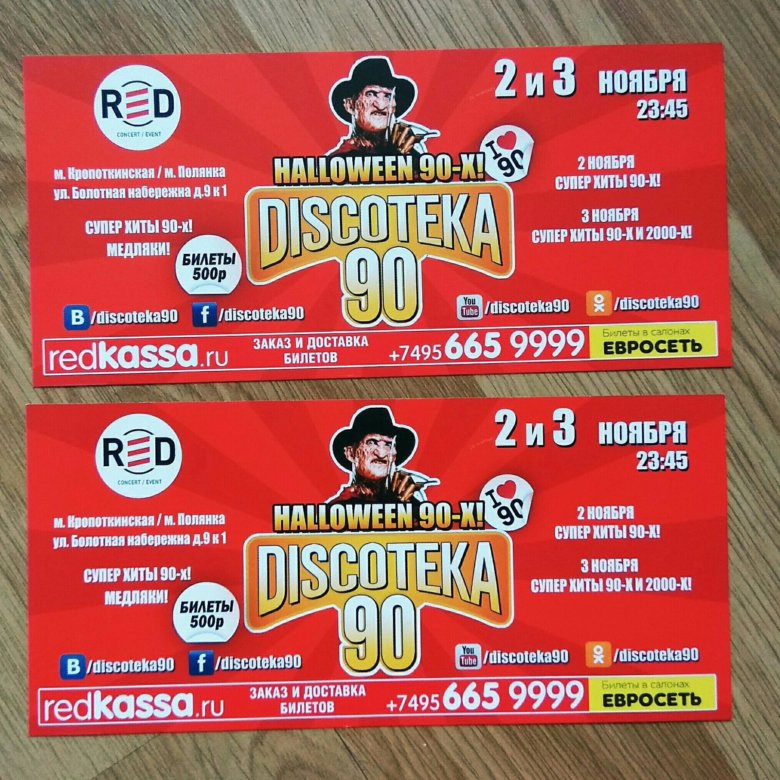 RED
CONCERT / EVENT
м. Кропоткинская / м. Полянка
ул. Болотная набережна д.9 к 1
СУПЕР ХИТЫ 90-х!
МЕДЛЯКИ!
БИЛЕТЫ
500р
HALLOWEEN 90-X!
I 90
DISCOTEKA
90
2 и 3 НОЯБРЯ
23:45
2 НОЯБРЯ
СУПЕР ХИТЫ 90-Х!
3 НОЯБРЯ
СУПЕР ХИТЫ 90-Х И 2000-Х!
B /discoteka90
f /discoteka90
You Tube /discoteka90
/discoteka90
redkassa.ru
ЗАКАЗ И ДОСТАВКА
БИЛЕТОВ
+7495 665 9999
Билеты в салонах
ЕВРОСЕТЬ
RED
CONCERT / EVENT
м. Кропоткинская / м. Полянка
ул. Болотная набережна д.9 к 1
СУПЕР ХИТЫ 90-х!
МЕДЛЯКИ!
БИЛЕТЫ
500р
HALLOWEEN 90-X!
I 90
DISCOTEKA
90
2 и 3 НОЯБРЯ
23:45
2 НОЯБРЯ
СУПЕР ХИТЫ 90-Х!
3 НОЯБРЯ
СУПЕР ХИТЫ 90-Х И 2000-Х!
B /discoteka90
f /discoteka90
You Tube /discoteka90
/discoteka90
redkassa.ru
ЗАКАЗ И ДОСТАВКА
БИЛЕТОВ
+7495 665 9999
Билеты в салонах
ЕВРОСЕТЬ